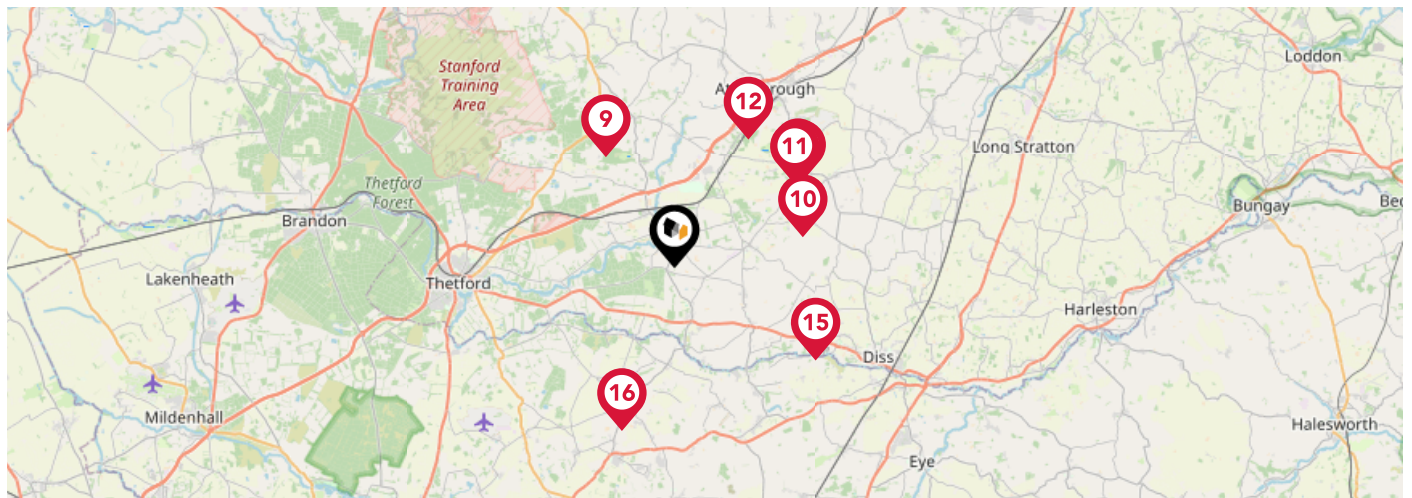 Loddon
Stanford
Training
Area
12
9
11
Long Stratton
Thetford
Forest
10
Brandon
Bungay
Lakenheath
Thetford
Harleston
15
Diss
16
Mildenhall
Halesworth
Eye